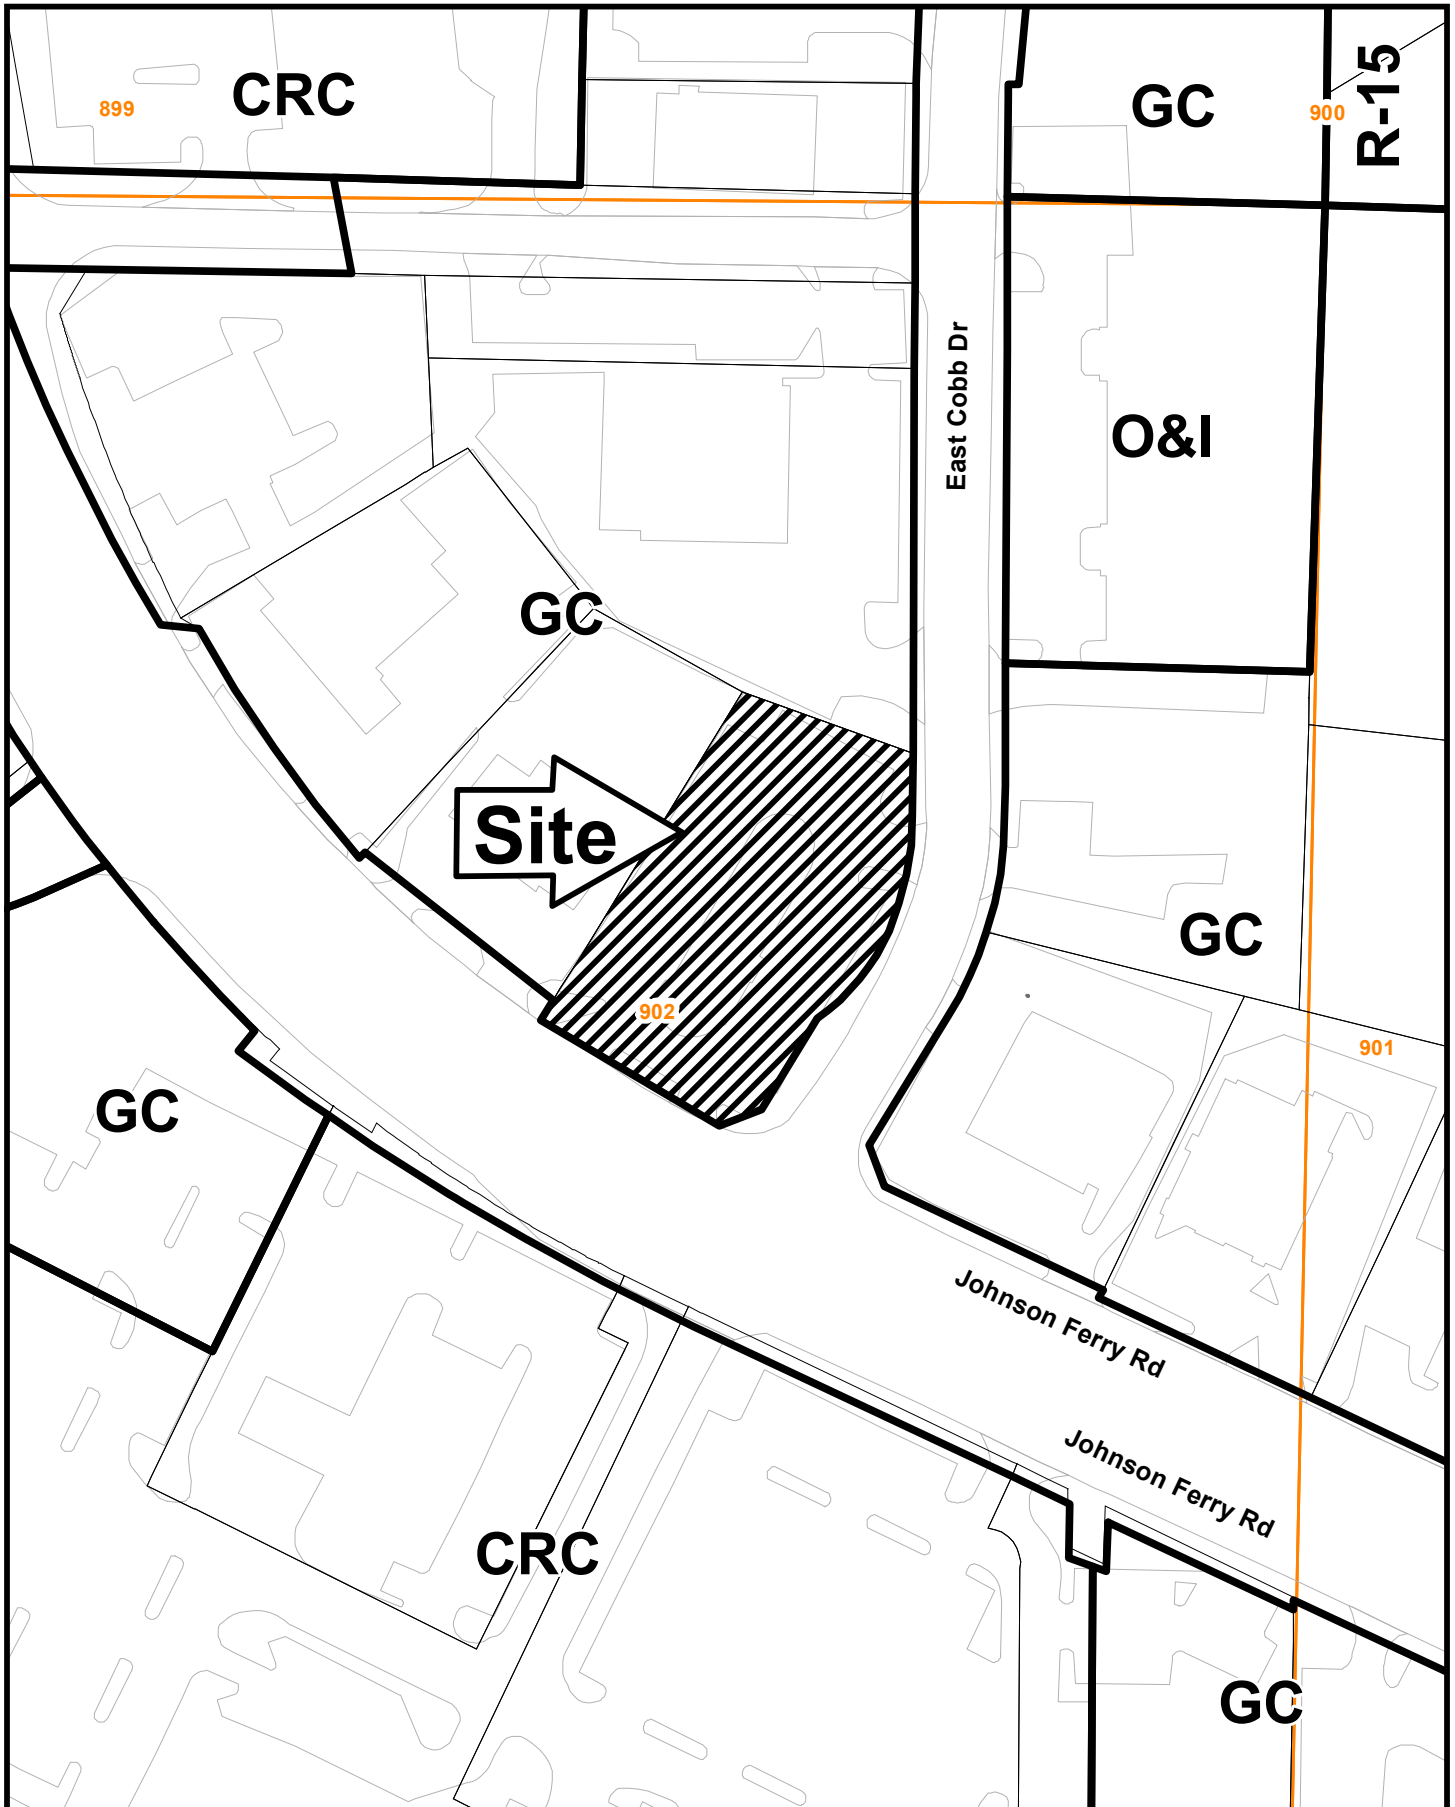 CRC
899
GC
900
R-15
East Cobb Dr
O&I
GC
Site
GC
902
901
GC
Johnson Ferry Rd
Johnson Ferry Rd
CRC
GC